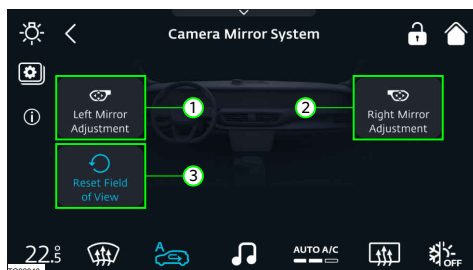 Camera Mirror System
1
2
Left Mirror
Adjustment
Right Mirror
Adjustment
3
Reset Field
of View
22.5°
A
AUTO A/C
OFF